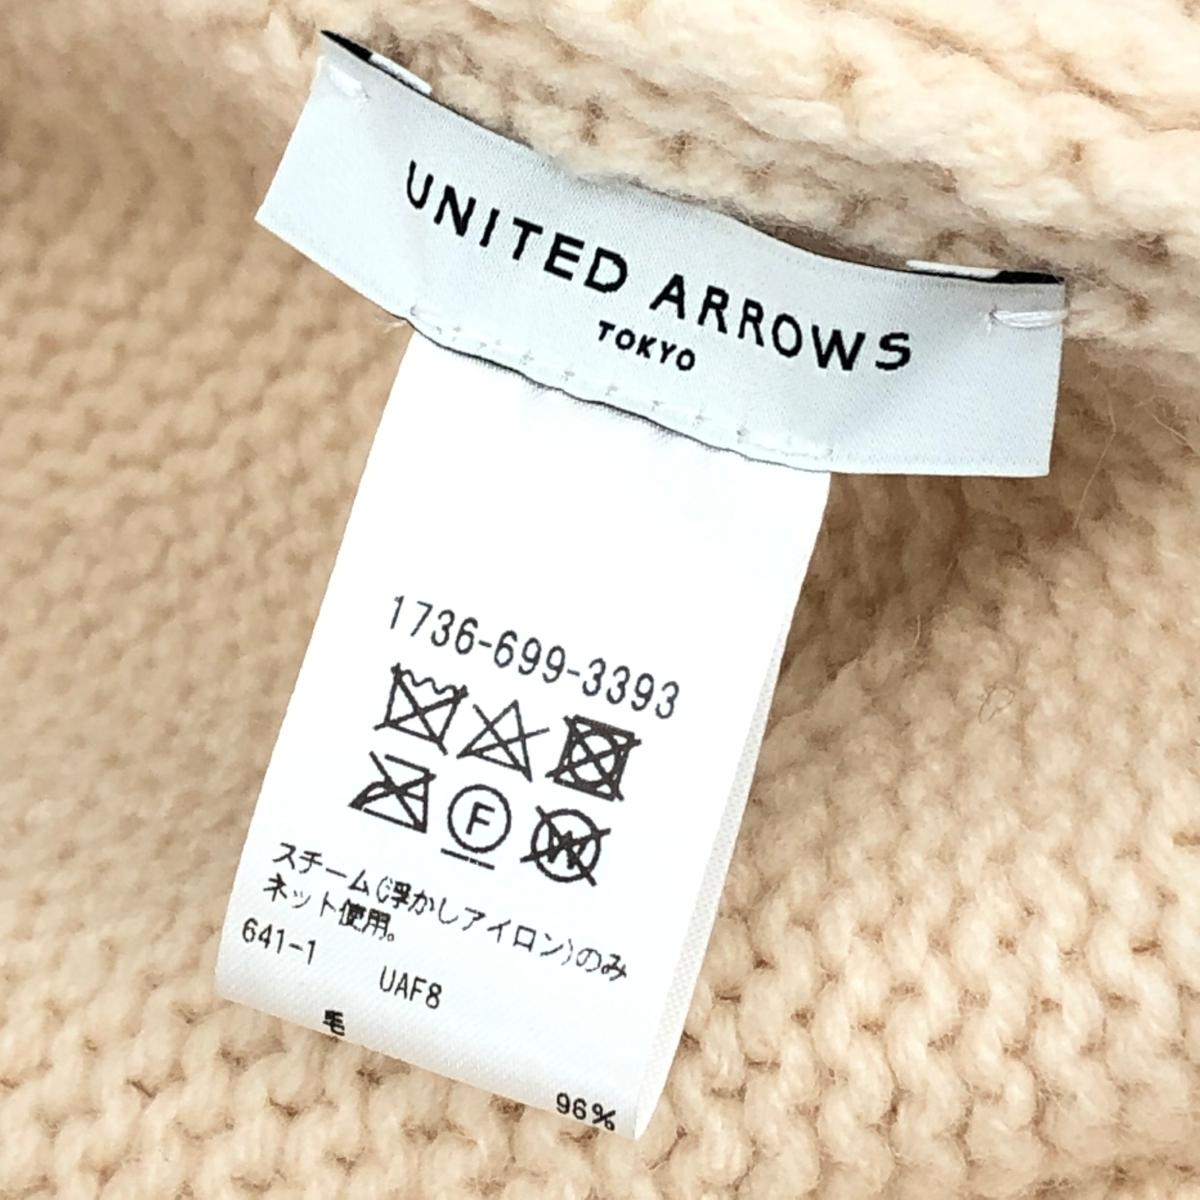 UNITED ARROWS
TOKYO
1736-699-3393
F
W
スチーム(浮かしアイロン)のみ
ネット使用。
641-1 UAF8
毛
96%